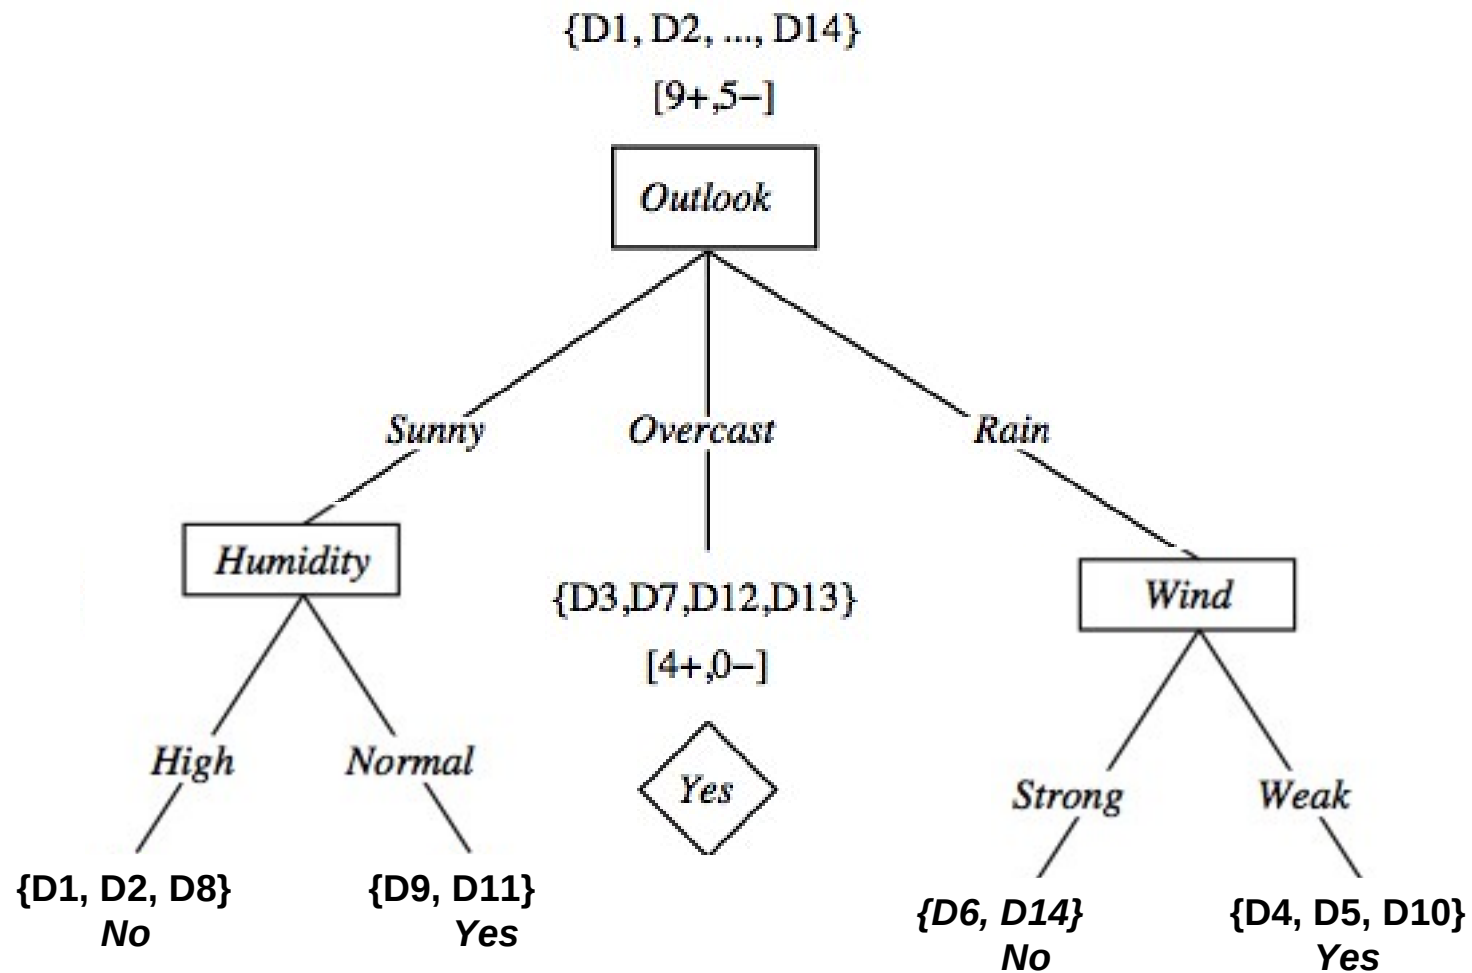 {D1, D2, ..., D14}
[9+,5−]
Outlook
Sunny
Overcast
Rain
Humidity
{D3,D7,D12,D13}
[4+,0−]
Yes
Wind
High
Normal
Strong
Weak
{D1, D2, D8}
No
{D9, D11}
Yes
{D6, D14}
No
{D4, D5, D10}
Yes